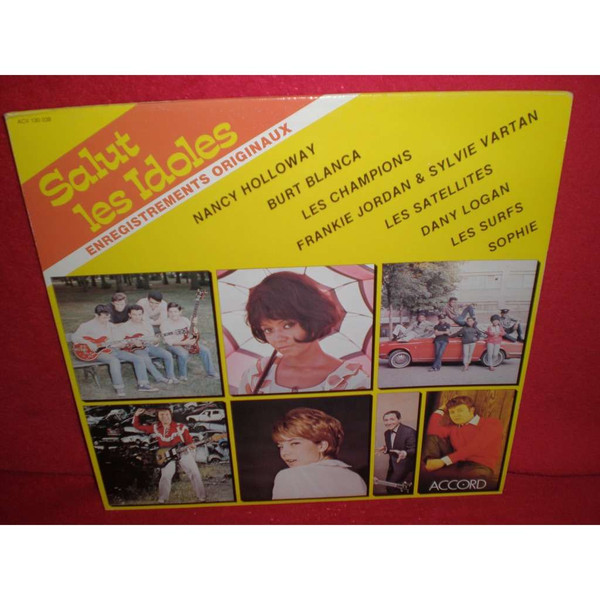 Salut
les Idoles
ENREGISTREMENTS ORIGINAUX
NANCY HOLLOWAY
BURT BLANCA
LES CHAMPIONS
FRANKIE JORDAN & SYLVIE VARTAN
LES SATELLITES
DANY LOGAN
LES SURFS
SOPHIE
ACCORD